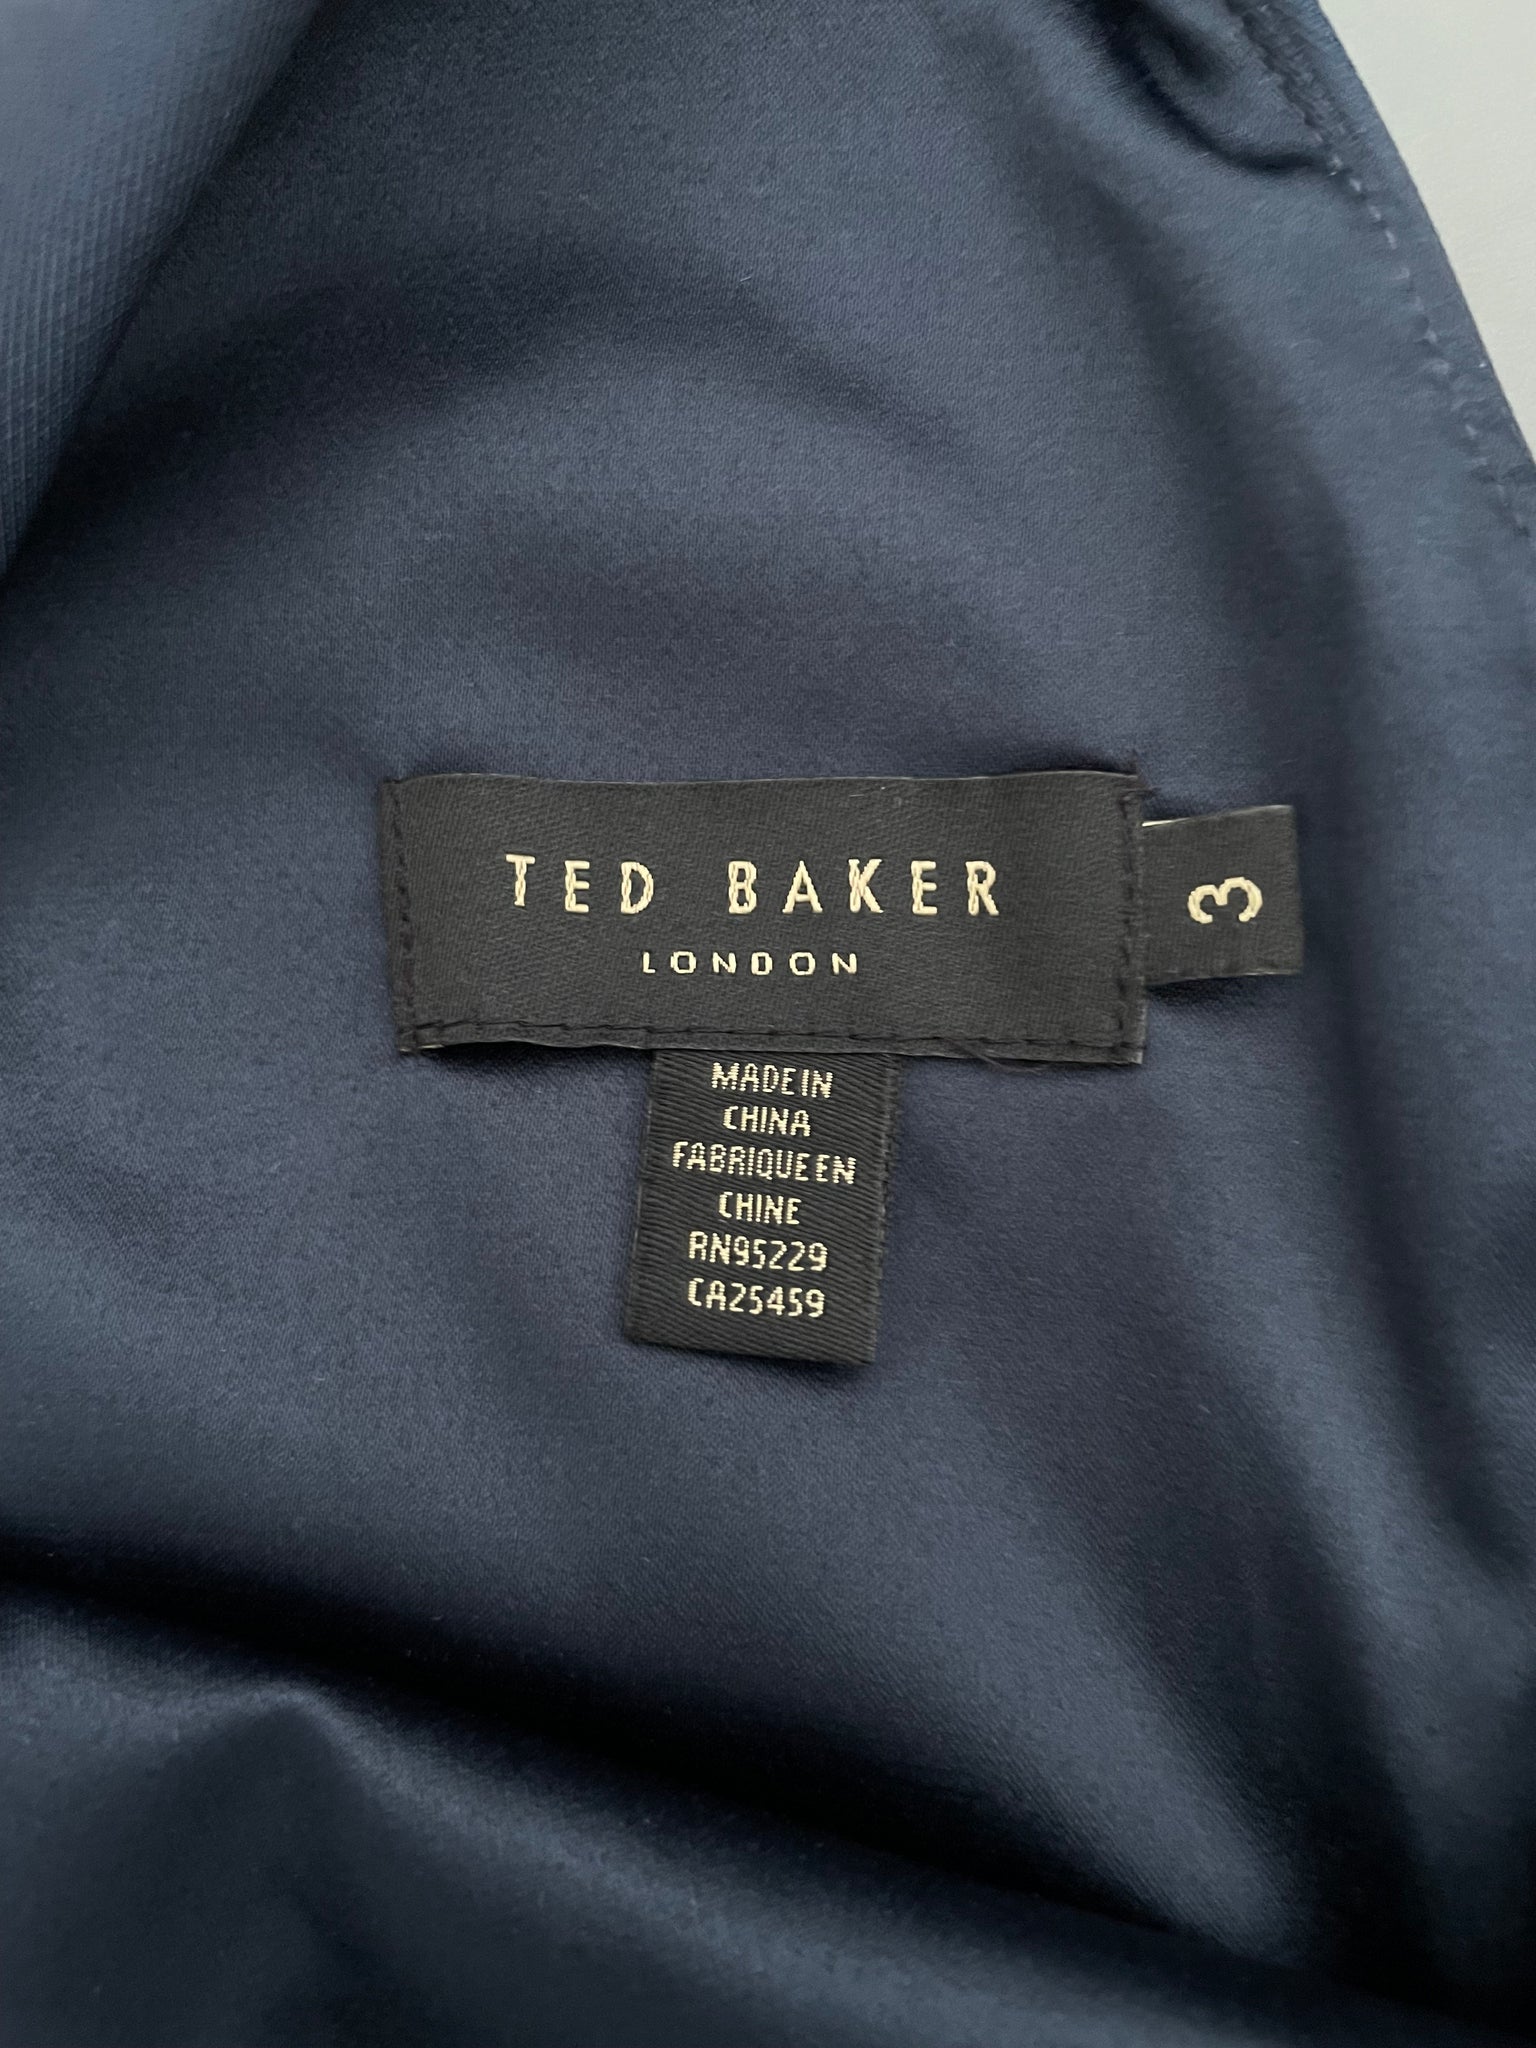 TED BAKER
LONDON
3
MADE IN
CHINA
FABRIQUE EN
CHINE
RN95229
CA25459